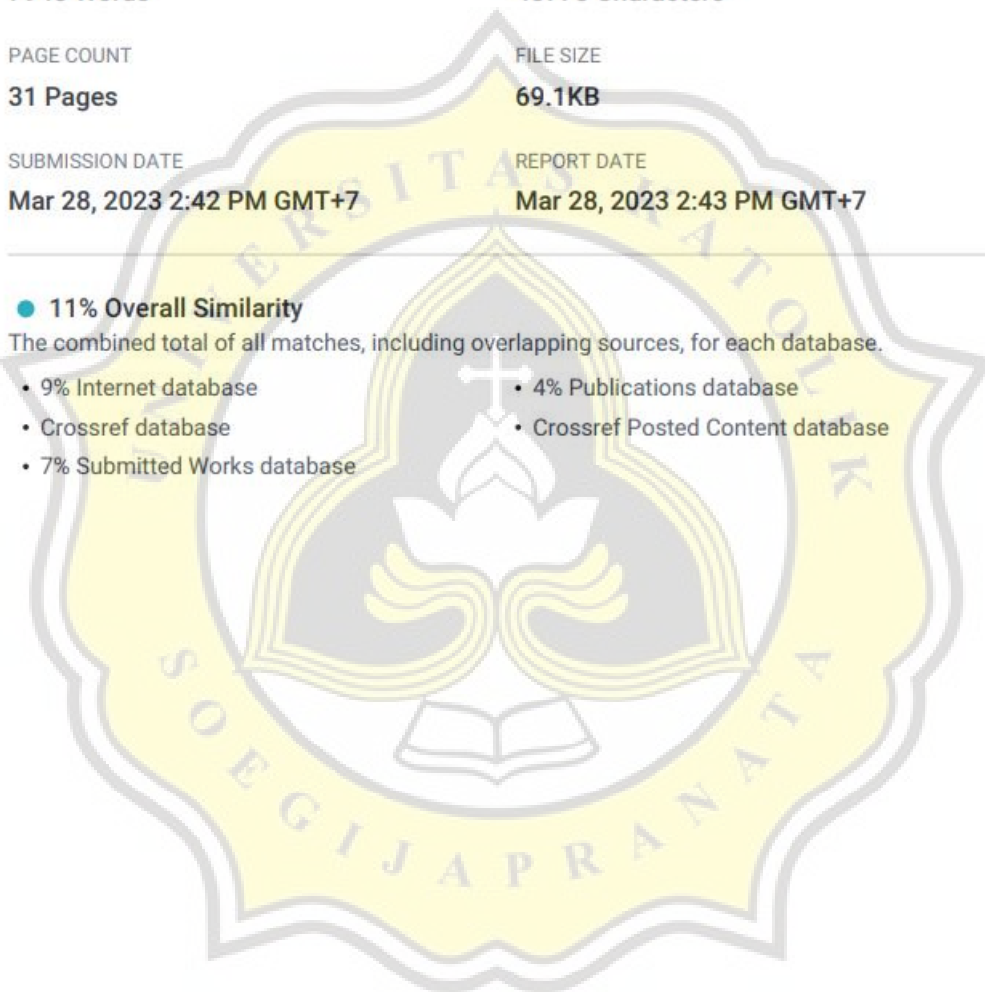 PAGE COUNT
FILE SIZE
31 Pages
69.1KB
SUBMISSION DATE
REPORT DATE
Mar 28, 2023 2:42 PM GMT+7
Mar 28, 2023 2:43 PM GMT+7
11% Overall Similarity
The combined total of all matches, including overlapping sources, for each database.
• 9% Internet database
• 4% Publications database
• Crossref database
• Crossref Posted Content database
• 7% Submitted Works database
UNIVERSITAS KATOLIK
SOEGIJAPRANATA